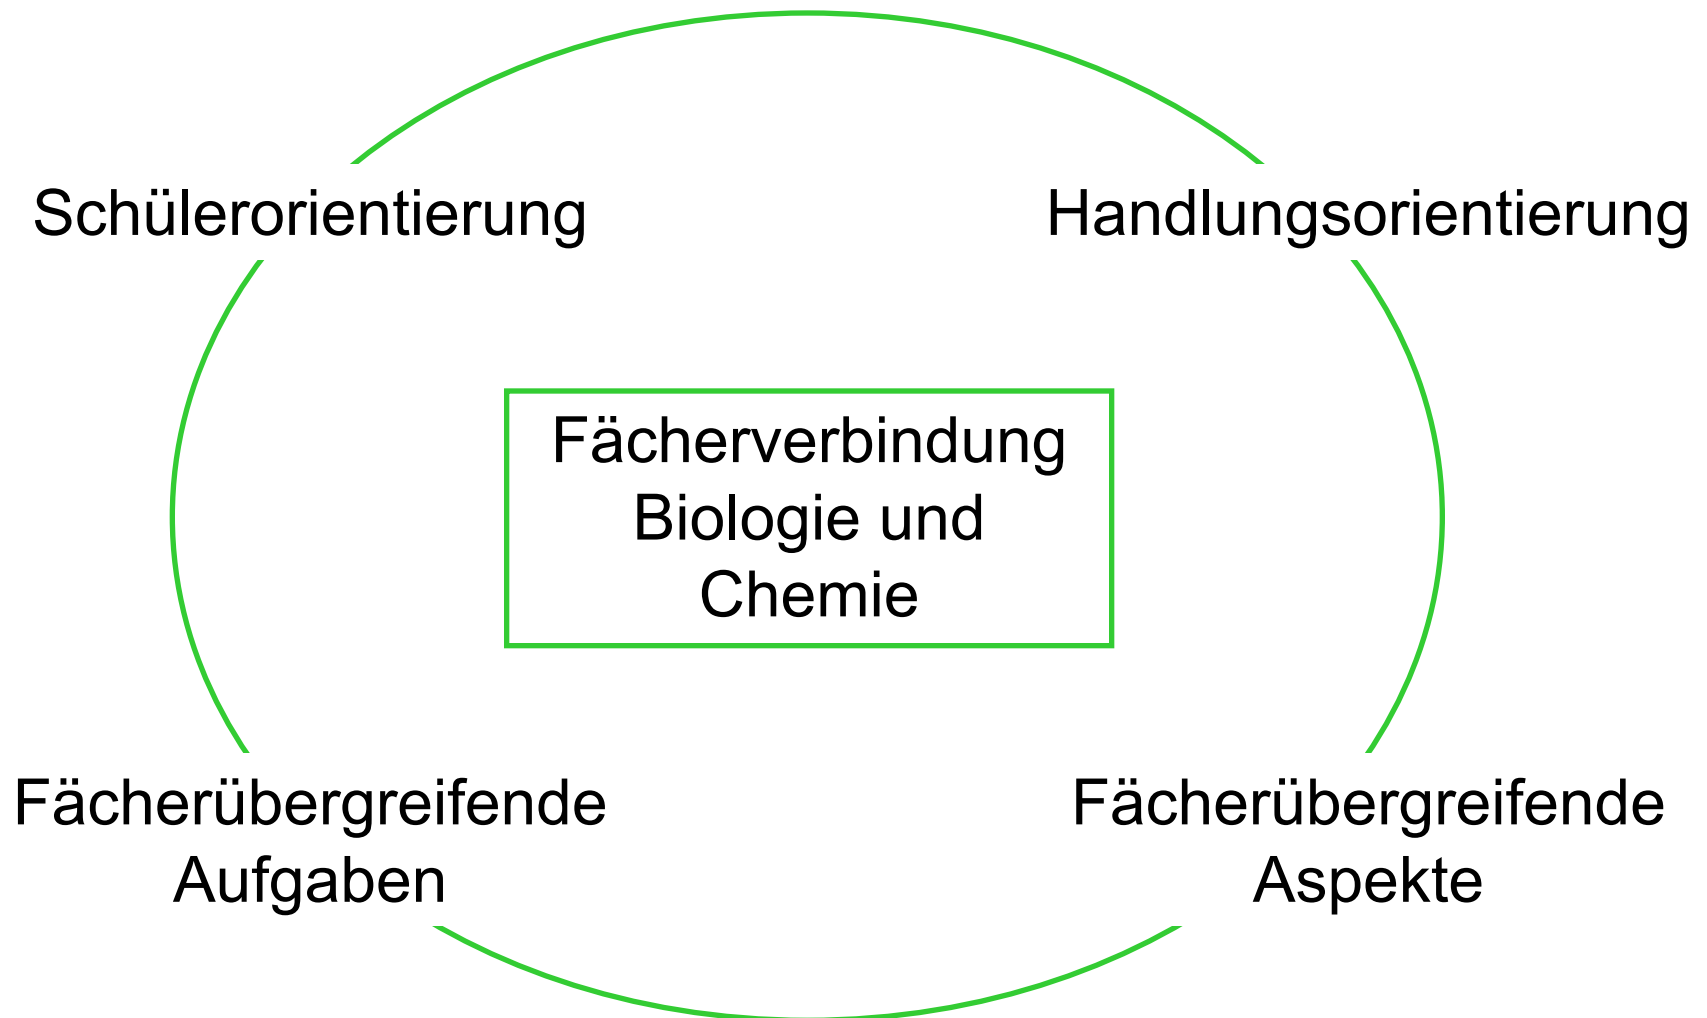 Schülerorientierung
Handlungsorientierung
Fächerverbindung
Biologie und
Chemie
Fächerübergreifende
Aufgaben
Fächerübergreifende
Aspekte